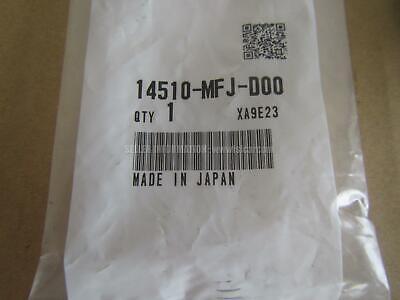 14510-MFJ-D00
QTY 1 XA9E23
MADE IN JAPAN